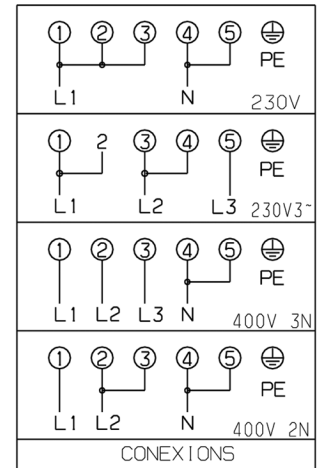 1 2 3 4 5
PE
L1 N 230V
1 2 3 4 5
PE
L1 L2 L3 230V3~
1 2 3 4 5
PE
L1 L2 L3 N 400V 3N
1 2 3 4 5
PE
L1 L2 N 400V 2N
CONEXIONS